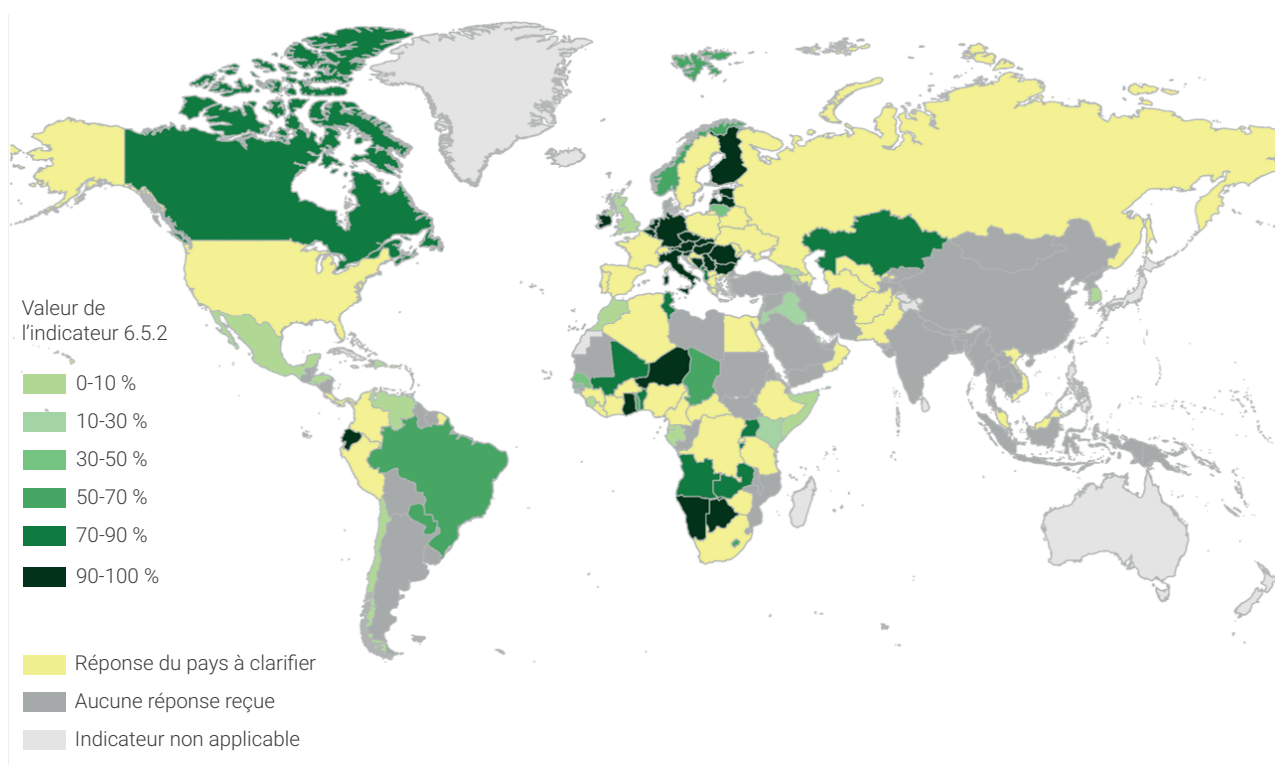 Valeur de
l’indicateur 6.5.2
0-10 %
10-30 %
30-50 %
50-70 %
70-90 %
90-100 %
Réponse du pays à clarifier
Aucune réponse reçue
Indicateur non applicable